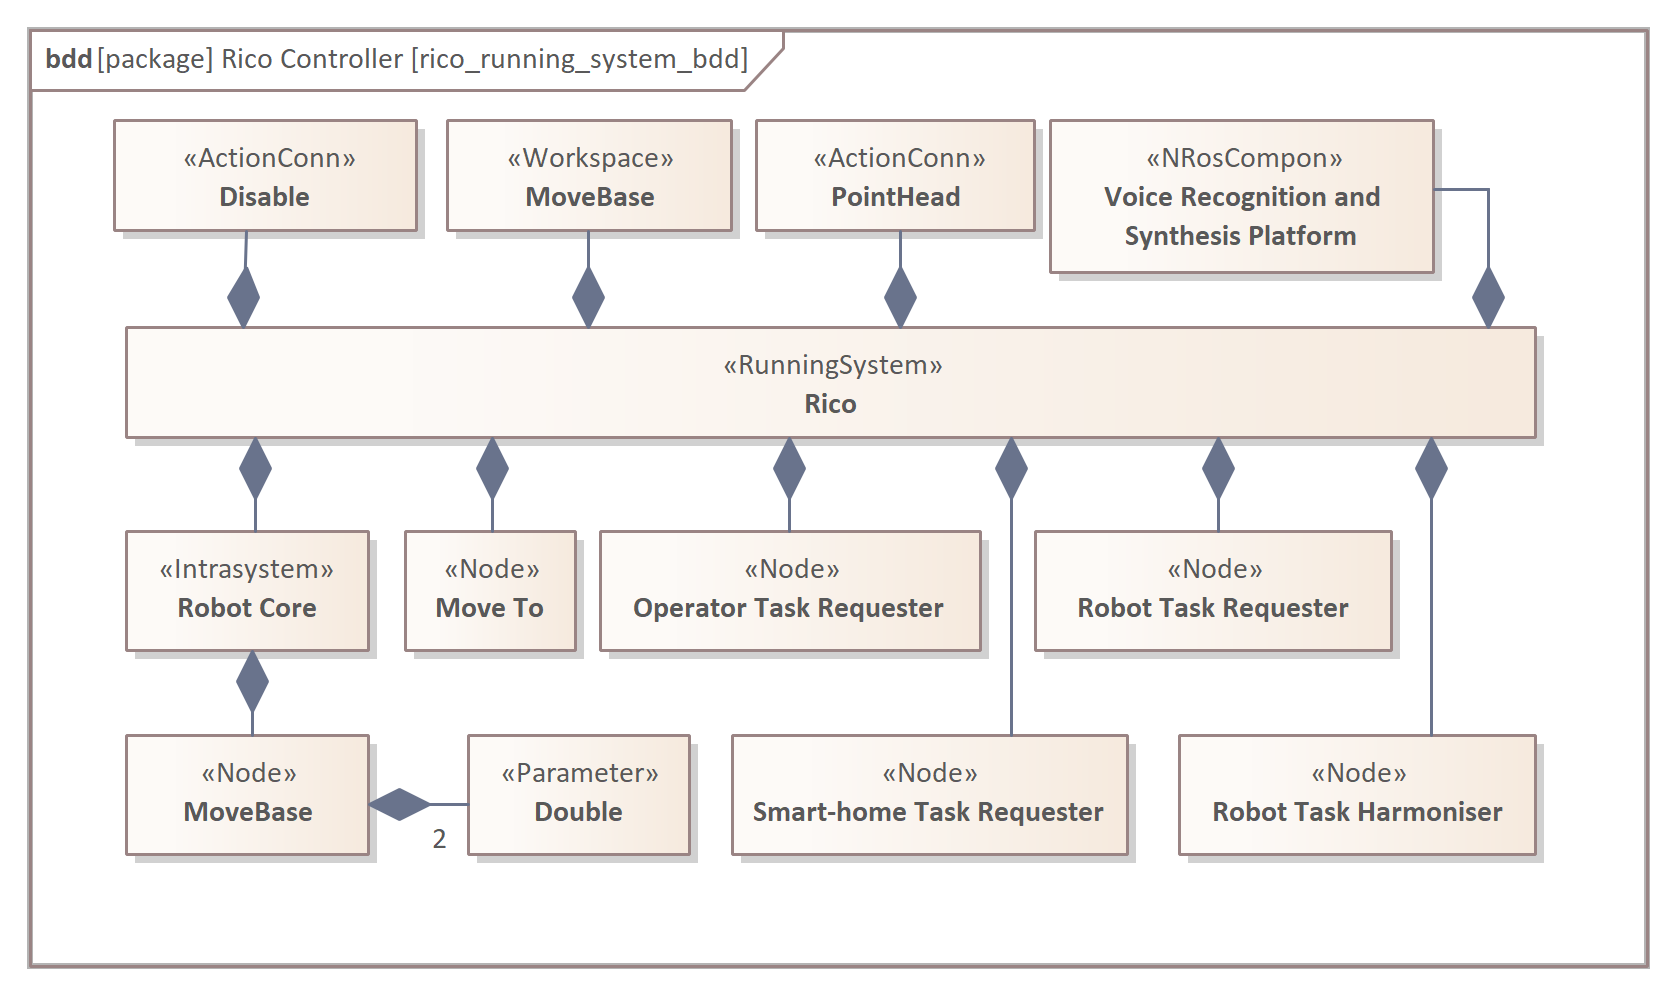 bdd [package] Rico Controller [rico_running_system_bdd]
«ActionConn»
Disable
«Workspace»
MoveBase
«ActionConn»
PointHead
«NRosCompon»
Voice Recognition and
Synthesis Platform
«RunningSystem»
Rico
«Intrasystem»
Robot Core
«Node»
Move To
«Node»
Operator Task Requester
«Node»
Robot Task Requester
«Node»
MoveBase
2
«Parameter»
Double
«Node»
Smart-home Task Requester
«Node»
Robot Task Harmoniser